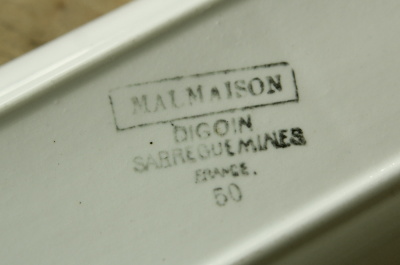 MALMAISON
DIGOIN
SARREGUEMINES
FRANCE.
50